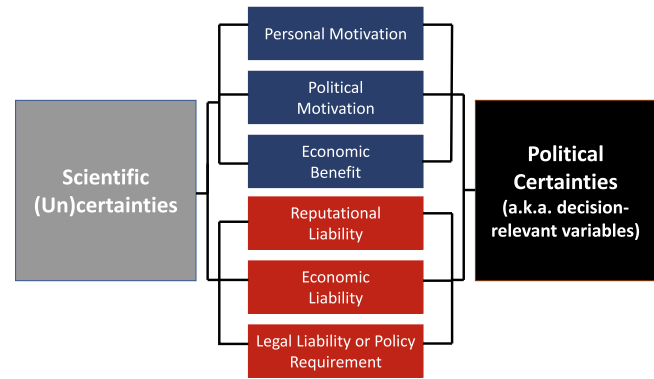 Scientific
(Un)certainties
Personal Motivation
Political
Motivation
Economic
Benefit
Reputational
Liability
Economic
Liability
Legal Liability or Policy
Requirement
Political
Certainties
(a.k.a. decision-
relevant variables)